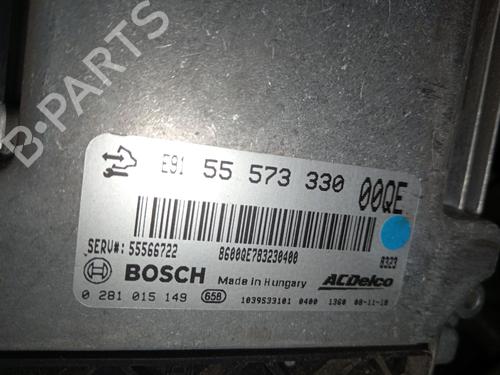 E91 55 573 330 00QE
SERV#: 55566722 8600QE783230400 8323
BOSCH Made in Hungary ACDelco
0 281 015 149 658 1039S33101 0400 1360 08-11-18
B-PARTS